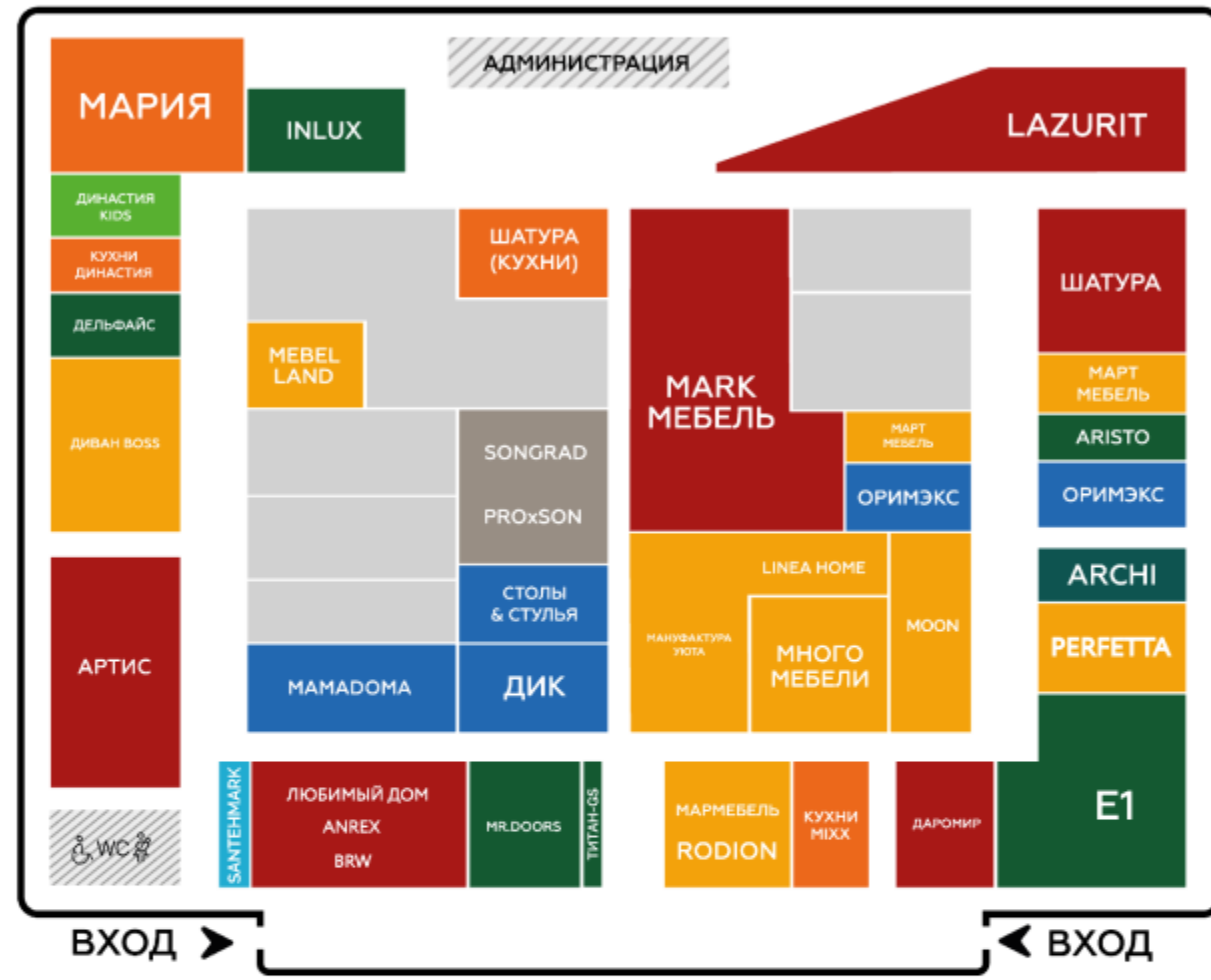 АДМИНИСТРАЦИЯ
МАРИЯ
INLUX
LAZURIT
ДИНАСТИЯ
KIDS
КУХНИ
ДИНАСТИЯ
ДЕЛЬФАЙС
ДИВАН BOSS
АРТИС
WC
ШАТУРА
(КУХНИ)
MEBEL
LAND
SONGRAD
PROxSON
СТОЛЫ
& СТУЛЬЯ
MAMADOMA
ДИК
MARK
МЕБЕЛЬ
МАРТ
МЕБЕЛЬ
ОРИМЭКС
LINEA HOME
МАНУФАКТУРА
УЮТА
МНОГО
МЕБЕЛИ
MOON
ШАТУРА
МАРТ
МЕБЕЛЬ
ARISTO
ОРИМЭКС
ARCHI
PERFETTA
E1
SANTEHMARK
ЛЮБИМЫЙ ДОМ
ANREX
BRW
MR.DOORS
ТИТАН-GS
МАРМЕБЕЛЬ
RODION
КУХНИ
MIXX
ДАРОМИР
ВХОД
ВХОД